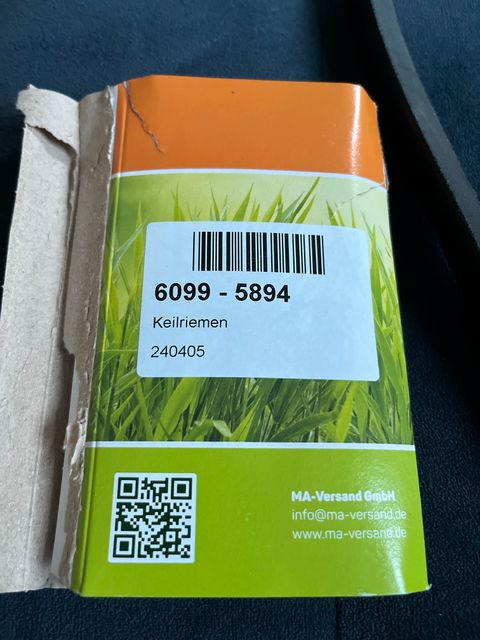 6099 - 5894
Keilriemen
240405
MA-Versand GmbH
info@ma-versand.de
www.ma-versand.de